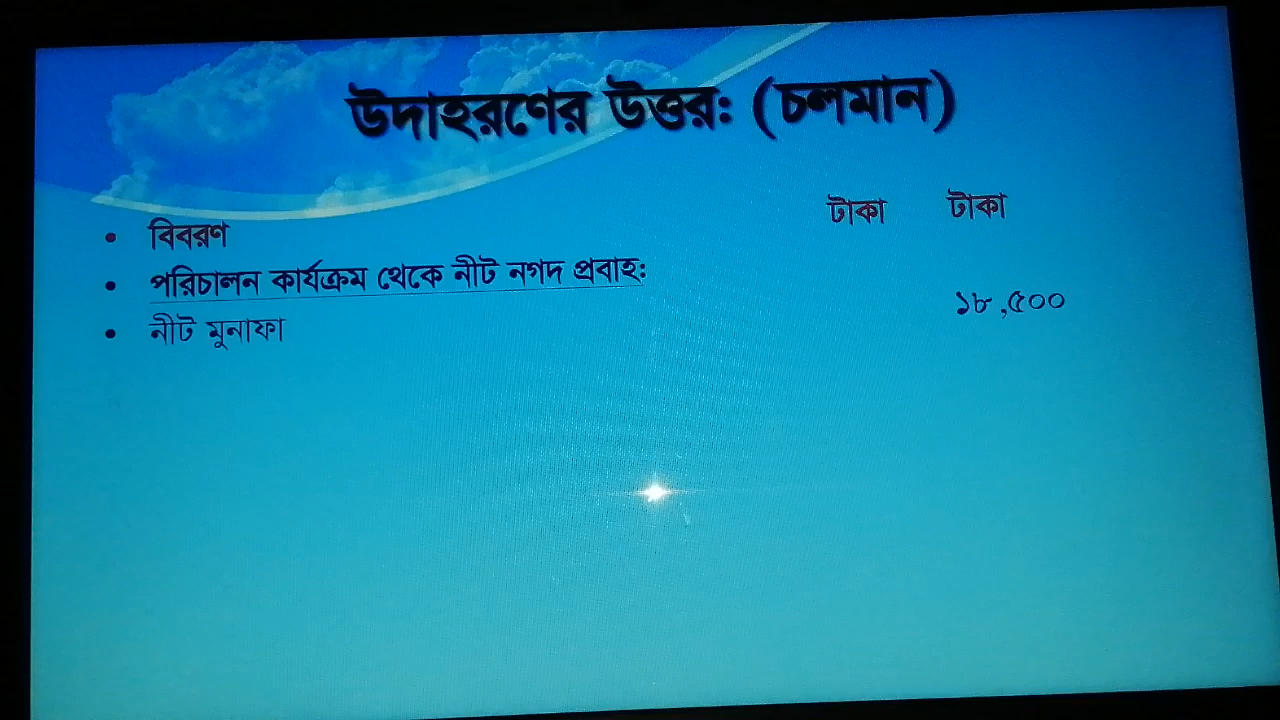 উদাহরণের উত্তর: (চলমান)
টাকা টাকা
• বিবরণ
• পরিচালন কার্যক্রম থেকে নীট নগদ প্রবাহ:
• নীট মুনাফা ১৮,৫০০